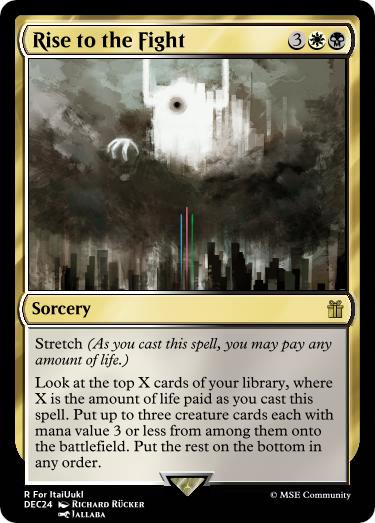 Rise to the Fight 3
Sorcery
Stretch (As you cast this spell, you may pay any
amount of life.)
Look at the top X cards of your library, where
X is the amount of life paid as you cast this
spell. Put up to three creature cards each with
mana value 3 or less from among them onto
the battlefield. Put the rest on the bottom in
any order.
R For ItaiUukl
DEC24 Richard Rücker © MSE Community
Jallaba